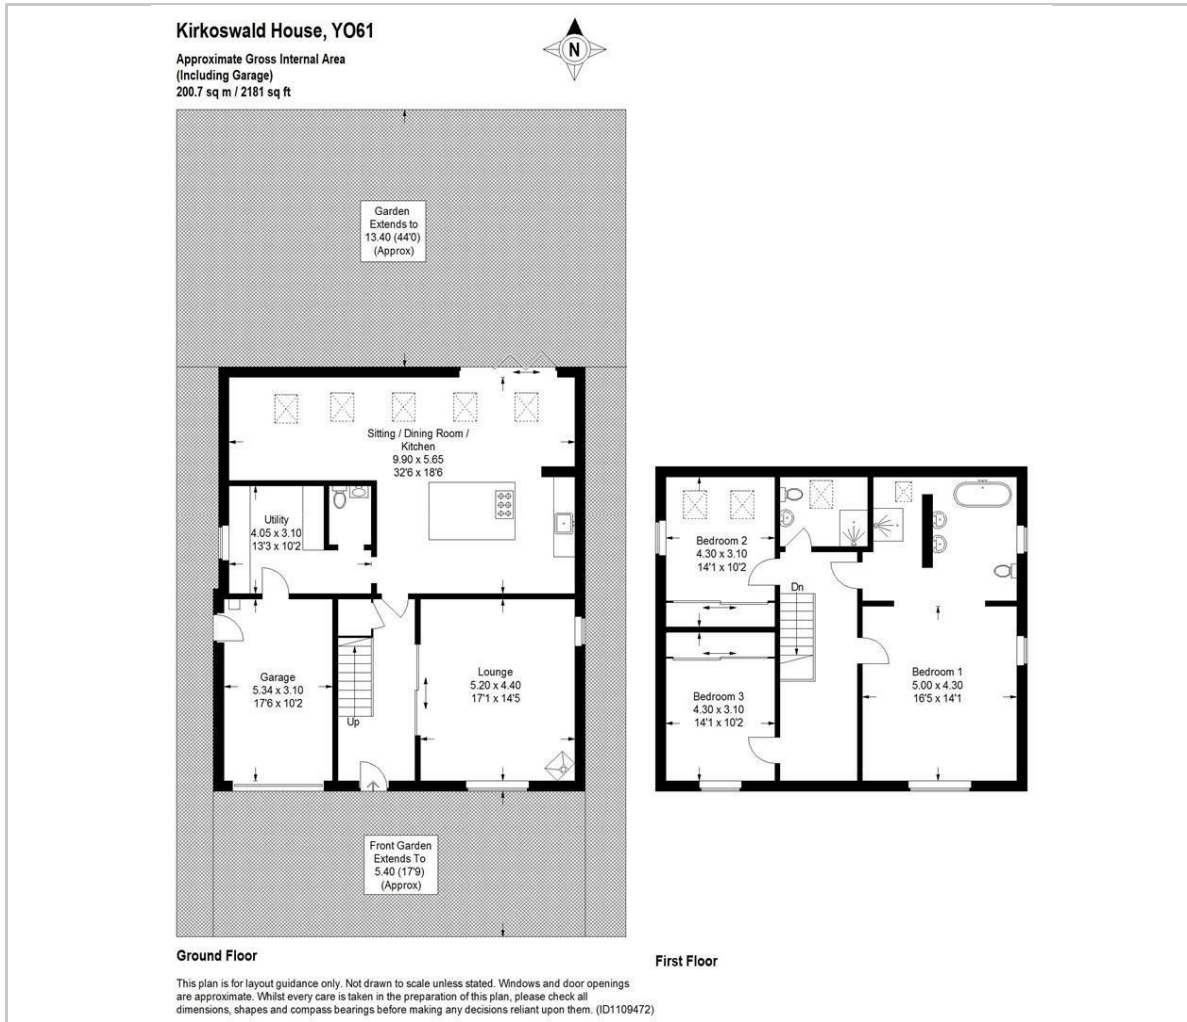 Kirkoswald House, YO61
Approximate Gross Internal Area
(Including Garage)
200.7 sq m / 2181 sq ft
N
Garden
Extends to
13.40 (44'0)
(Approx)
Sitting / Dining Room /
Kitchen
9.90 x 5.65
32'6 x 18'6
Utility
4.05 x 3.10
13'3 x 10'2
Garage
5.34 x 3.10
17'6 x 10'2
Up
Lounge
5.20 x 4.40
17'1 x 14'5
Front Garden
Extends To
5.40 (17'9)
(Approx)
Ground Floor
Bedroom 2
4.30 x 3.10
14'1 x 10'2
Dn
Bedroom 3
4.30 x 3.10
14'1 x 10'2
Bedroom 1
5.00 x 4.30
16'5 x 14'1
First Floor
This plan is for layout guidance only. Not drawn to scale unless stated. Windows and door openings
are approximate. Whilst every care is taken in the preparation of this plan, please check all
dimensions, shapes and compass bearings before making any decisions reliant upon them. (ID1109472)